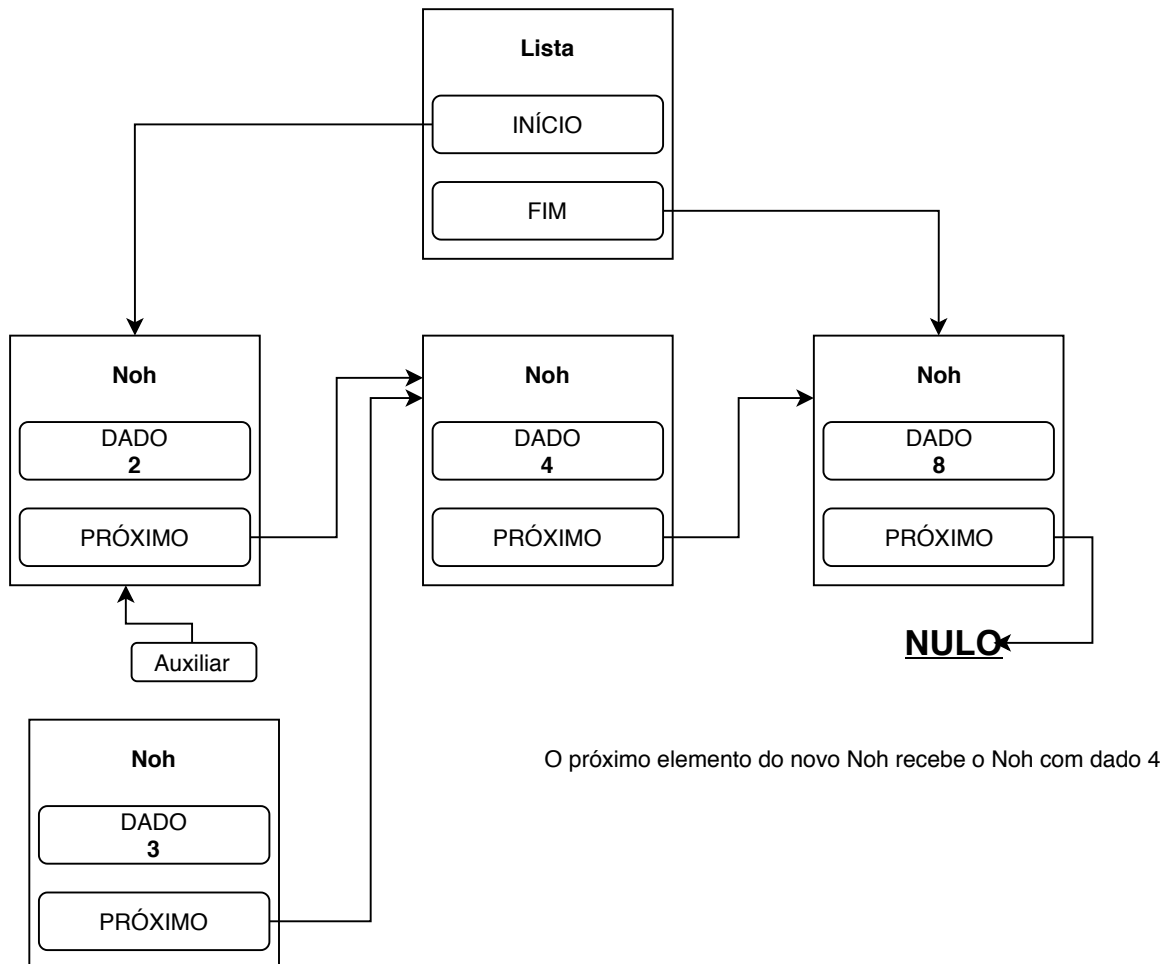 Lista
INÍCIO
FIM
Noh
DADO
2
PRÓXIMO
Noh
DADO
4
PRÓXIMO
Noh
DADO
8
PRÓXIMO
Auxiliar
NULO
Noh
DADO
3
PRÓXIMO
O próximo elemento do novo Noh recebe o Noh com dado 4